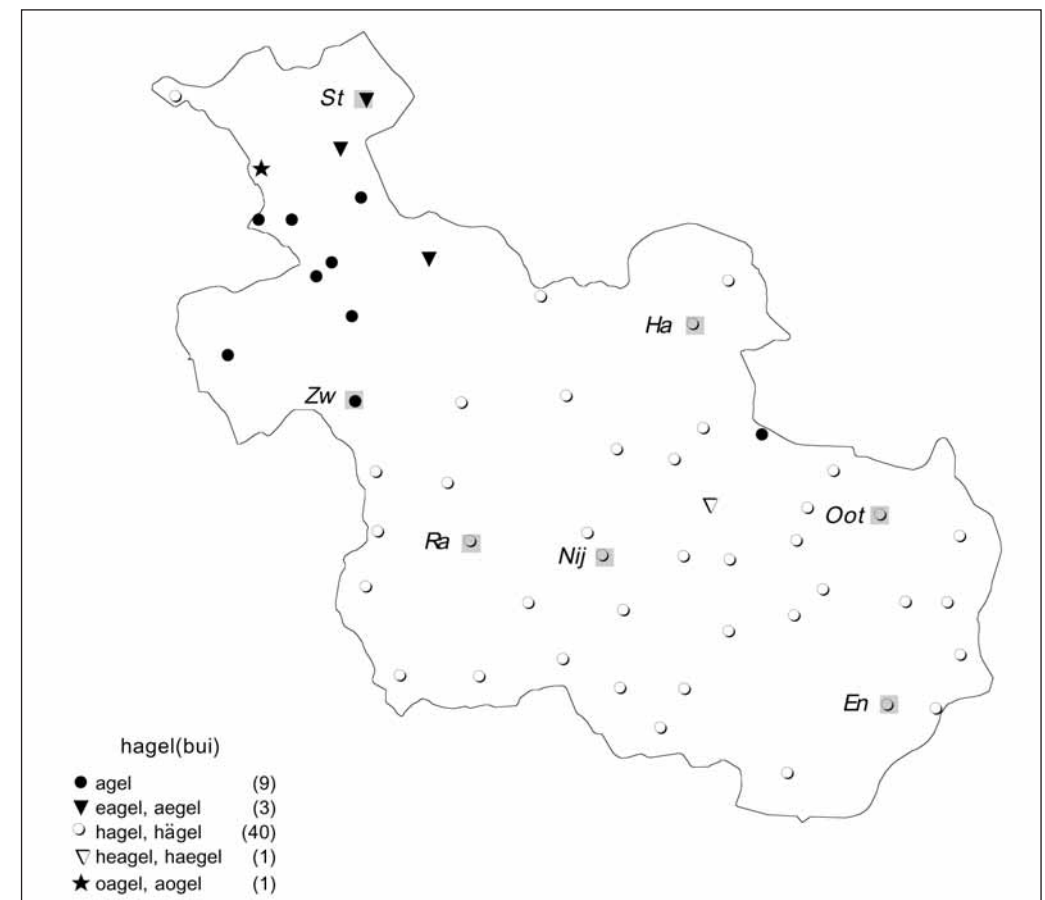 St
Ha
Zw
Oot
Ra
Nij
En
hagel(bui)
agel (9)
eagel, aegel (3)
hagel, hägel (40)
heagel, haegel (1)
oagel, aogel (1)